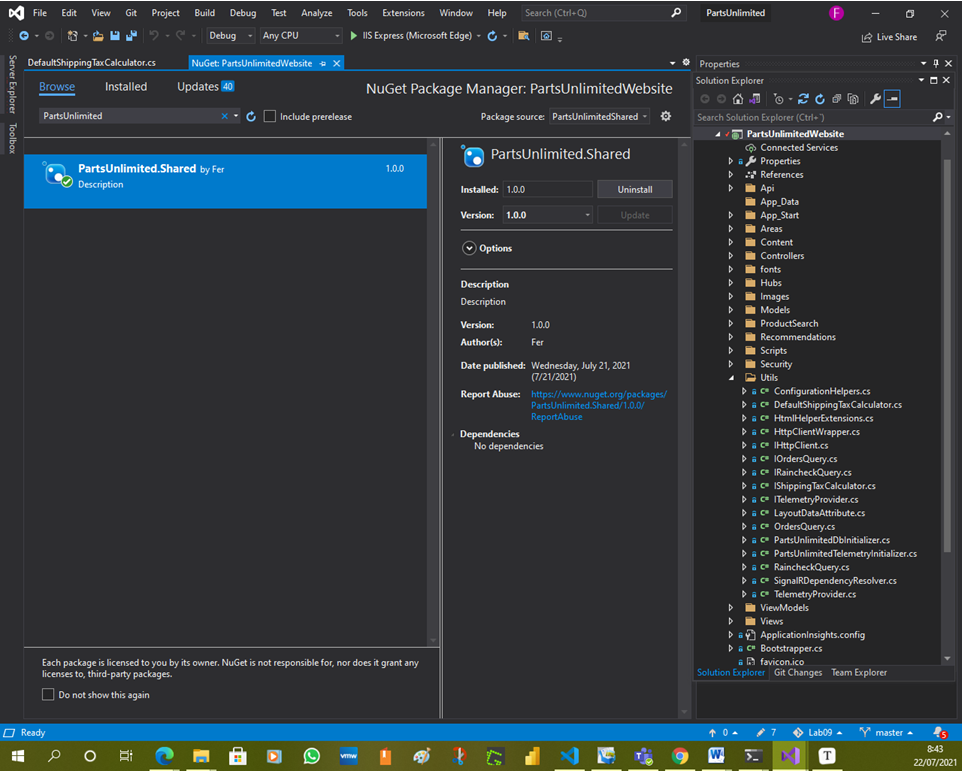 File Edit View Git Project Build Debug Test Analyze Tools Extensions Window Help Search (Ctrl+Q) PartsUnlimited F
Debug Any CPU IIS Express (Microsoft Edge) Live Share
Server Explorer
Toolbox
DefaultShippingTaxCalculator.cs NuGet: PartsUnlimitedWebsite
Browse Installed Updates 40
NuGet Package Manager: PartsUnlimitedWebsite
PartsUnlimited Include prerelease
Package source: PartsUnlimitedShared
PartsUnlimited.Shared by Fer 1.0.0
Description
PartsUnlimited.Shared
Installed: 1.0.0 Uninstall
Version: 1.0.0 Update
Options
Description
Description
Version: 1.0.0
Author(s): Fer
Date published: Wednesday, July 21, 2021
(7/21/2021)
Report Abuse: https://www.nuget.org/packages/
PartsUnlimited.Shared/1.0.0/
ReportAbuse
Dependencies
No dependencies
Each package is licensed to you by its owner. NuGet is not responsible for, nor does it grant any
licenses to, third-party packages.
Do not show this again
Properties
Solution Explorer
Search Solution Explorer (Ctrl+´)
PartsUnlimitedWebsite
Connected Services
Properties
References
Api
App_Data
App_Start
Areas
Content
Controllers
fonts
Hubs
Images
Models
ProductSearch
Recommendations
Scripts
Security
Utils
C# ConfigurationHelpers.cs
C# DefaultShippingTaxCalculator.cs
C# HtmlHelperExtensions.cs
C# HttpClientWrapper.cs
C# IHttpClient.cs
C# IOrdersQuery.cs
C# IRaincheckQuery.cs
C# IShippingTaxCalculator.cs
C# ITelemetryProvider.cs
C# LayoutDataAttribute.cs
C# OrdersQuery.cs
C# PartsUnlimitedDbInitializer.cs
C# PartsUnlimitedTelemetryInitializer.cs
C# RaincheckQuery.cs
C# SignalRDependencyResolver.cs
C# TelemetryProvider.cs
ViewModels
Views
ApplicationInsights.config
C# Bootstrapper.cs
favicon.ico
Solution Explorer Git Changes Team Explorer
Ready 0 7 Lab09 master 5
vmw W T
8:43
22/07/2021